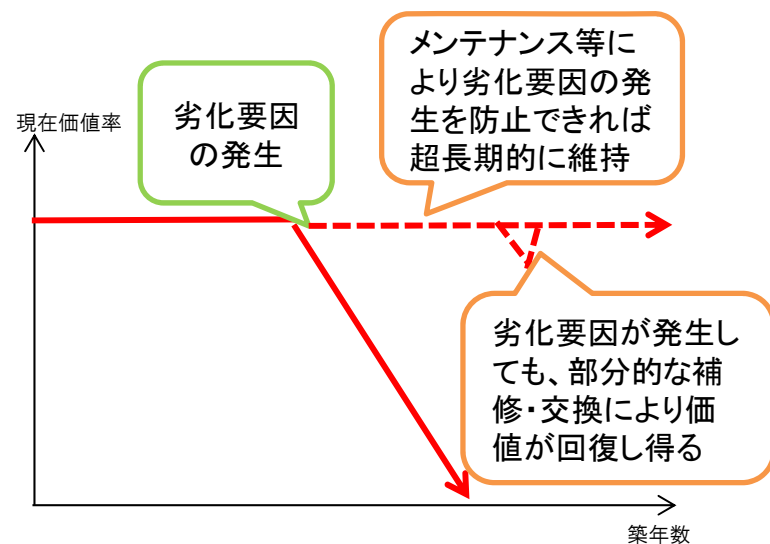 現在価値率
劣化要因
の発生
メンテナンス等に
より劣化要因の発
生を防止できれば
超長期的に維持
劣化要因が発生し
ても、部分的な補
修・交換により価
値が回復し得る
築年数